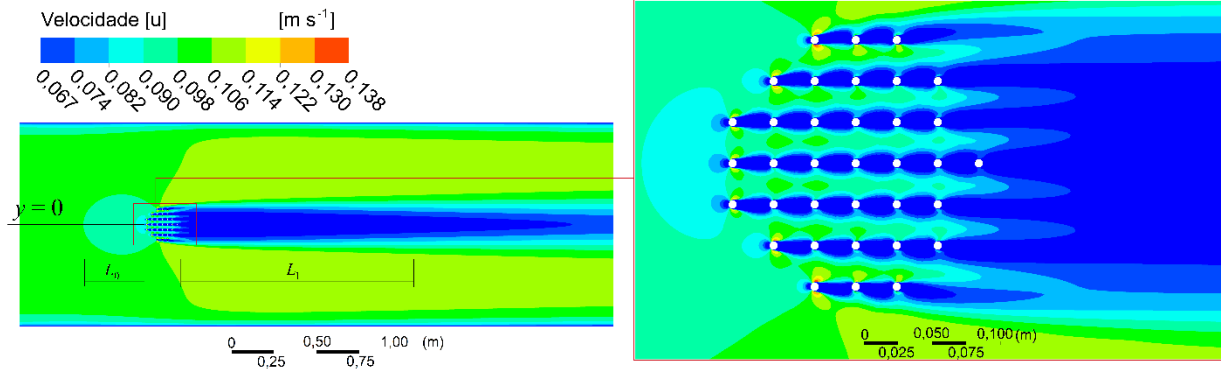 Velocidade [u] [m s⁻¹]
0,067 0,074 0,082 0,090 0,098 0,106 0,114 0,122 0,130 0,138
y = 0
L₀
L₁
0 0,50 1,00 (m)
0,25 0,75
0 0,050 0,100 (m)
0,025 0,075